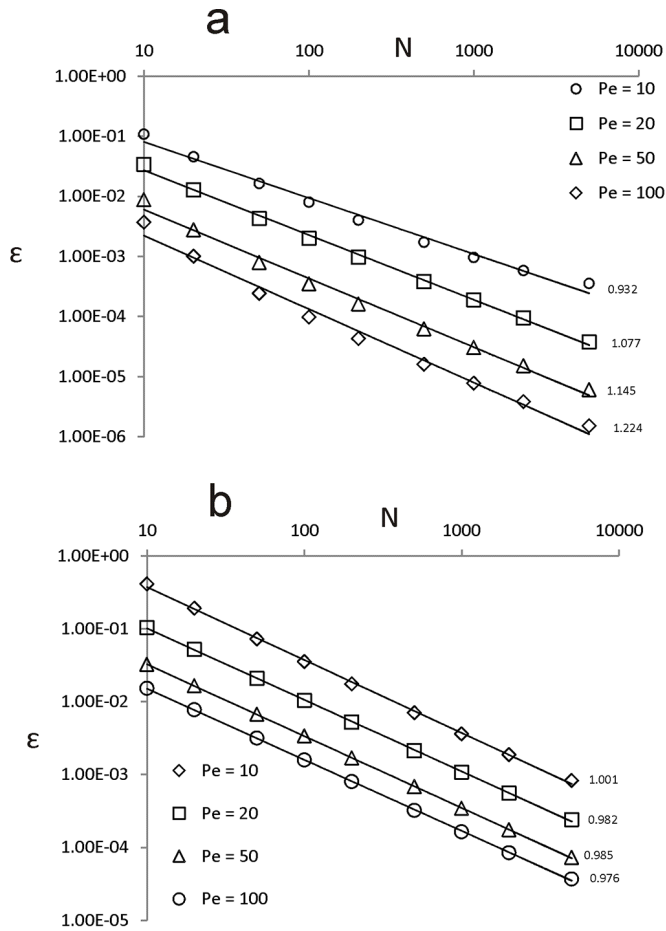 a
10 100 N 1000 10000
1.00E+00
Pe = 10
1.00E-01
Pe = 20
Pe = 50
1.00E-02
Pe = 100
ε
1.00E-03
0.932
1.00E-04
1.077
1.00E-05
1.145
1.224
1.00E-06
b
10 100 N 1000 10000
1.00E+00
1.00E-01
1.00E-02
ε
Pe = 10
1.00E-03
1.001
Pe = 20
0.982
1.00E-04
Pe = 50
0.985
0.976
Pe = 100
1.00E-05